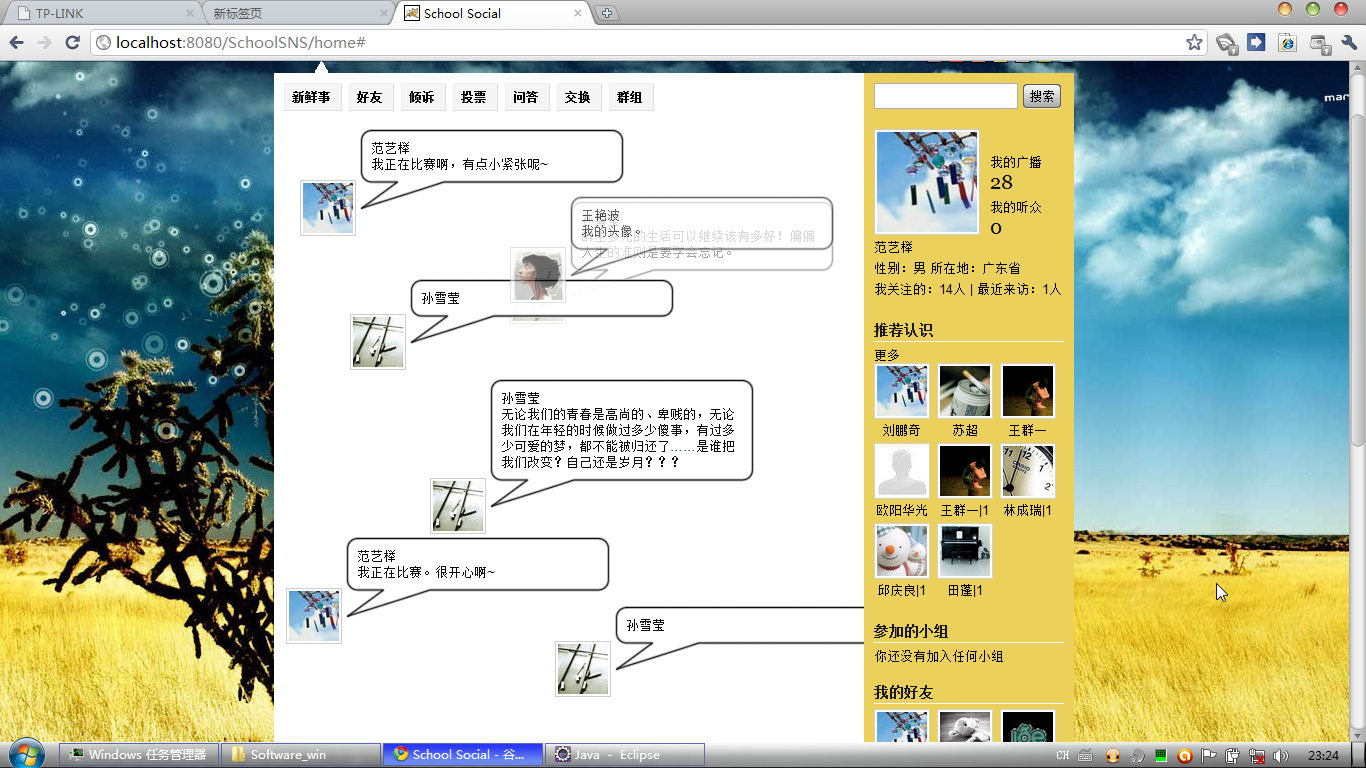 TP-LINK
新标签页
School Social
localhost:8080/SchoolSNS/home#
新鲜事
好友
倾诉
投票
问答
交换
群组
搜索
范艺榉
我正在比赛啊，有点小紧张呢~
王艳波
我的头像。
的生活可以继续该有多好！偏偏
人生的准则是要学会忘记。
孙雪莹
孙雪莹
无论我们的青春是高尚的、卑贱的，无论
我们在年轻的时候做过多少傻事，有过多
少可爱的梦，都不能被归还了……是谁把
我们改变？自己还是岁月？？？
范艺榉
我正在比赛。很开心啊~
孙雪莹
我的广播
28
我的听众
0
范艺榉
性别：男 所在地：广东省
我关注的：14人 | 最近来访：1人
推荐认识
更多
刘鹏奇
苏超
王群一
欧阳华光
王群一|1
林成瑞|1
邱庆良|1
田蓬|1
参加的小组
你还没有加入任何小组
我的好友
mar
Windows 任务管理器
Software_win
School Social - 谷...
Java - Eclipse
CH
23:24